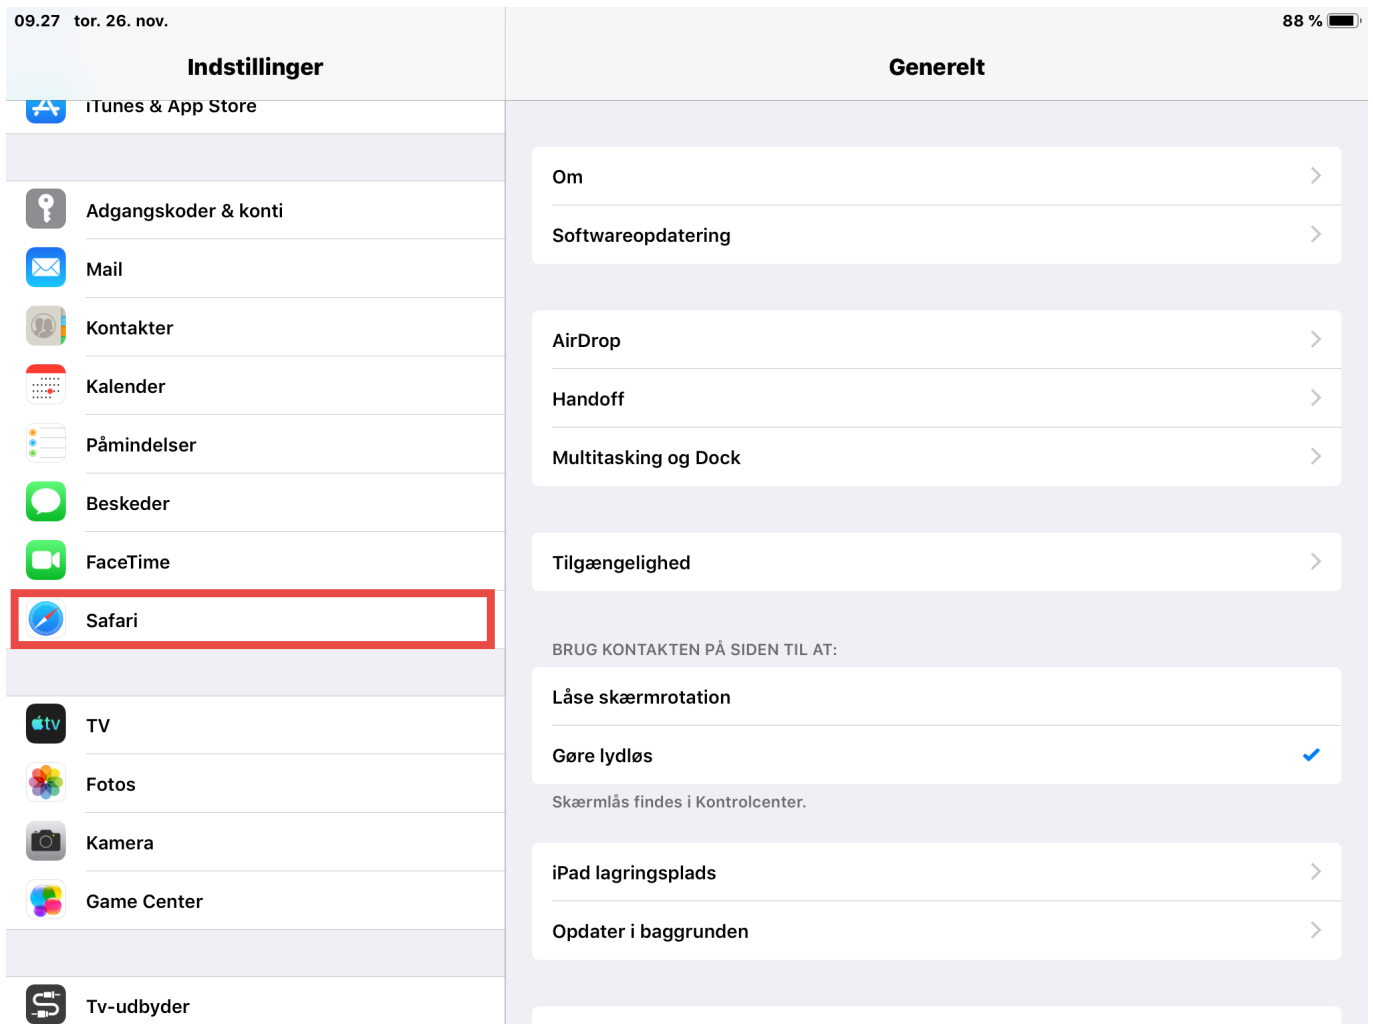 09.27 tor. 26. nov.
88 %
Indstillinger
iTunes & App Store
Adgangskoder & konti
Mail
Kontakter
Kalender
Påmindelser
Beskeder
FaceTime
Safari
tv
TV
Fotos
Kamera
Game Center
Tv-udbyder
Generelt
Om
Softwareopdatering
AirDrop
Handoff
Multitasking og Dock
Tilgængelighed
BRUG KONTAKTEN PÅ SIDEN TIL AT:
Låse skærmrotation
Gøre lydløs
Skærmlås findes i Kontrolcenter.
iPad lagringsplads
Opdater i baggrunden